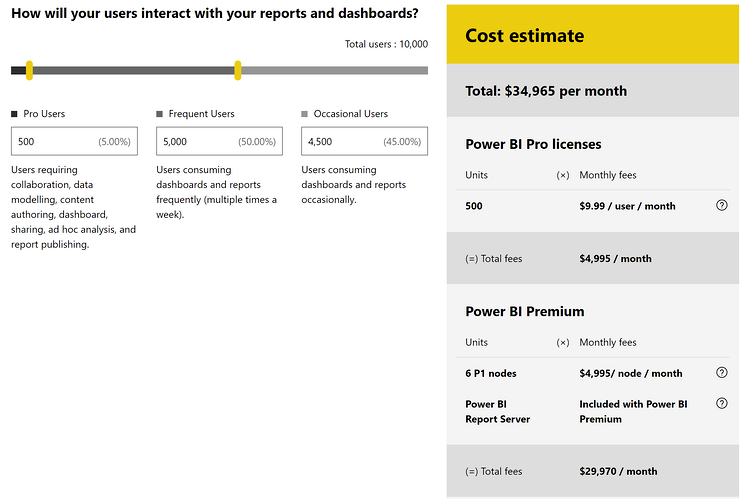 How will your users interact with your reports and dashboards?
Total users : 10,000
Pro Users
500 (5.00%)
Users requiring
collaboration, data
modelling, content
authoring, dashboard,
sharing, ad hoc analysis, and
report publishing.
Frequent Users
5,000 (50.00%)
Users consuming
dashboards and reports
frequently (multiple times a
week).
Occasional Users
4,500 (45.00%)
Users consuming
dashboards and reports
occasionally.
Cost estimate
Total: $34,965 per month
Power BI Pro licenses
Units (×) Monthly fees
500 $9.99 / user / month ?
(=) Total fees $4,995 / month
Power BI Premium
Units (×) Monthly fees
6 P1 nodes $4,995/ node / month ?
Power BI Included with Power BI ?
Report Server Premium
(=) Total fees $29,970 / month